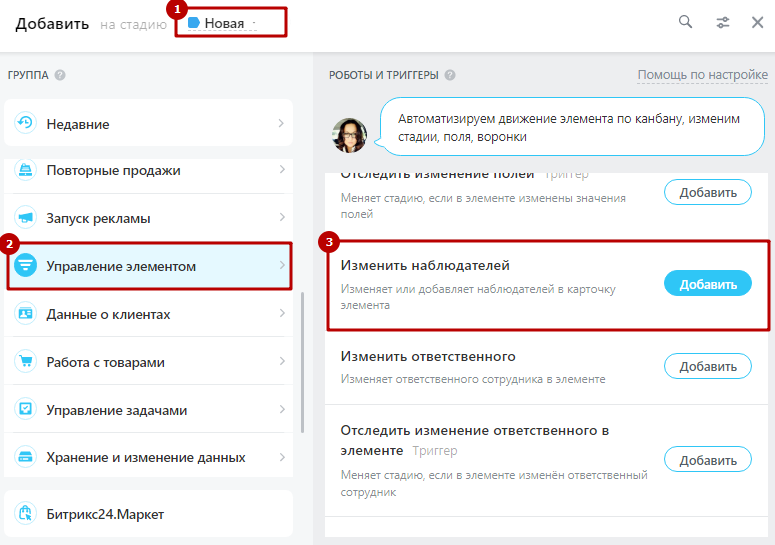 1
Добавить на стадию Новая
ГРУППА ?
РОБОТЫ И ТРИГГЕРЫ ?
Помощь по настройке
Недавние
Повторные продажи
Запуск рекламы
2
Управление элементом
Данные о клиентах
Работа с товарами
Управление задачами
Хранение и изменение данных
Битрикс24.Маркет
Автоматизируем движение элемента по канбану, изменим
стадии, поля, воронки
Отследить изменение полей Триггер
Меняет стадию, если в элементе изменены значения
полей
Добавить
3
Изменить наблюдателей
Изменяет или добавляет наблюдателей в карточку
элемента
Добавить
Изменить ответственного
Изменяет ответственного сотрудника в элементе
Добавить
Отследить изменение ответственного в
элементе Триггер
Меняет стадию, если в элементе изменён ответственный
сотрудник
Добавить